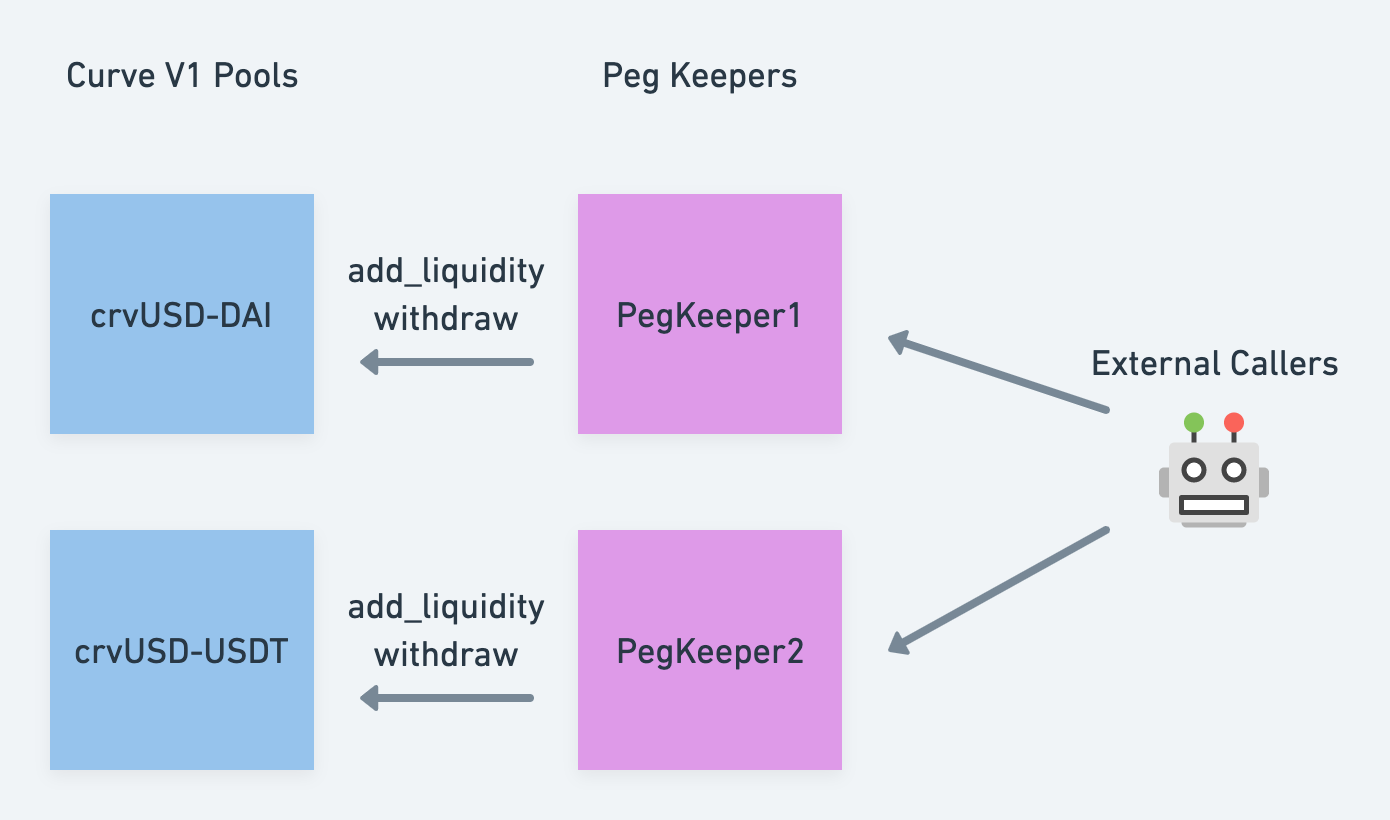 Curve V1 Pools
Peg Keepers
crvUSD-DAI
add_liquidity
withdraw
PegKeeper1
External Callers
crvUSD-USDT
add_liquidity
withdraw
PegKeeper2